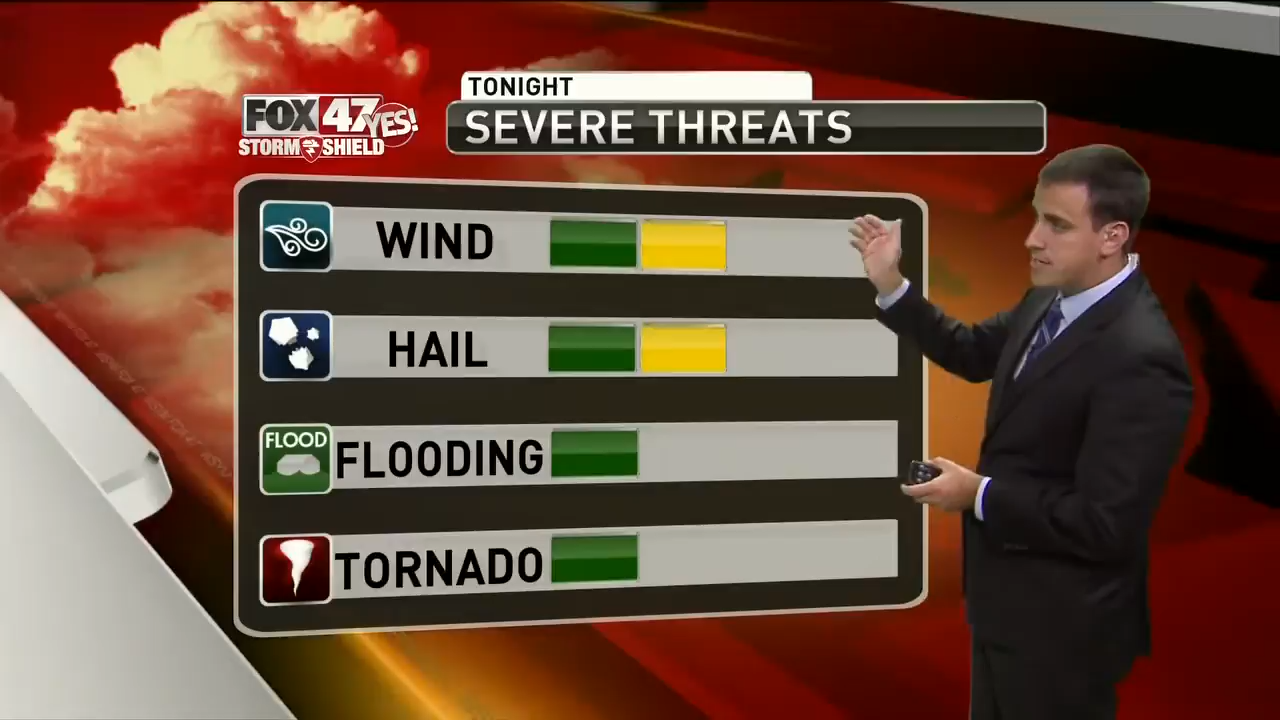 TONIGHT
SEVERE THREATS
FOX 47 YES!
STORM SHIELD
WIND
HAIL
FLOOD
FLOODING
TORNADO